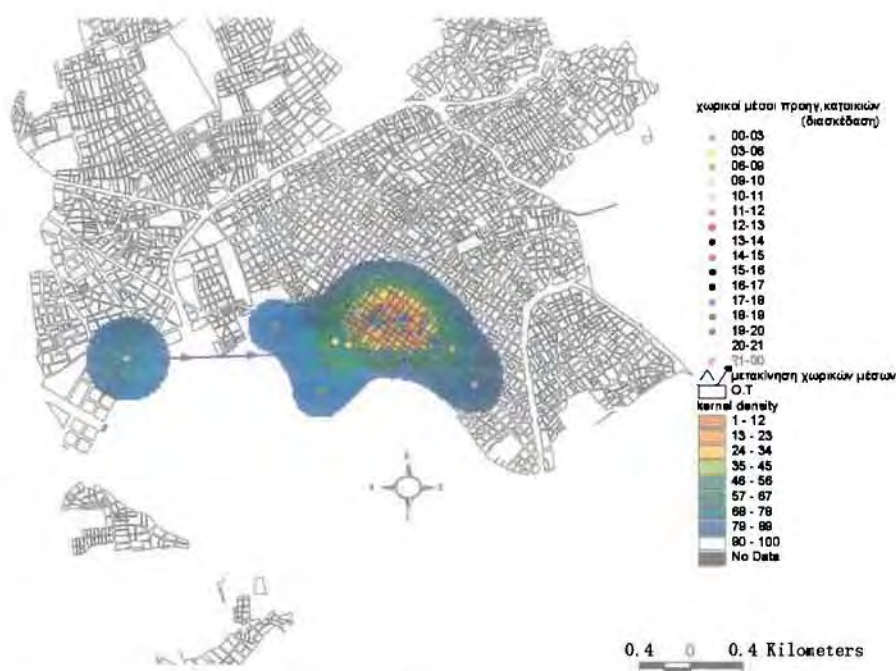 χωρικοί μέσοι προηγ,κατοικιών
(διασκέδαση)
00-03
03-06
06-09
09-10
10-11
11-12
12-13
13-14
14-15
15-16
16-17
17-18
18-19
19-20
20-21
21-00
μετακίνηση χωρικών μέσων
Ο.Τ
kernel density
1 - 12
13 - 23
24 - 34
35 - 45
46 - 56
57 - 67
68 - 78
79 - 89
90 - 100
No Data
0.4 0 0.4 Kilometers